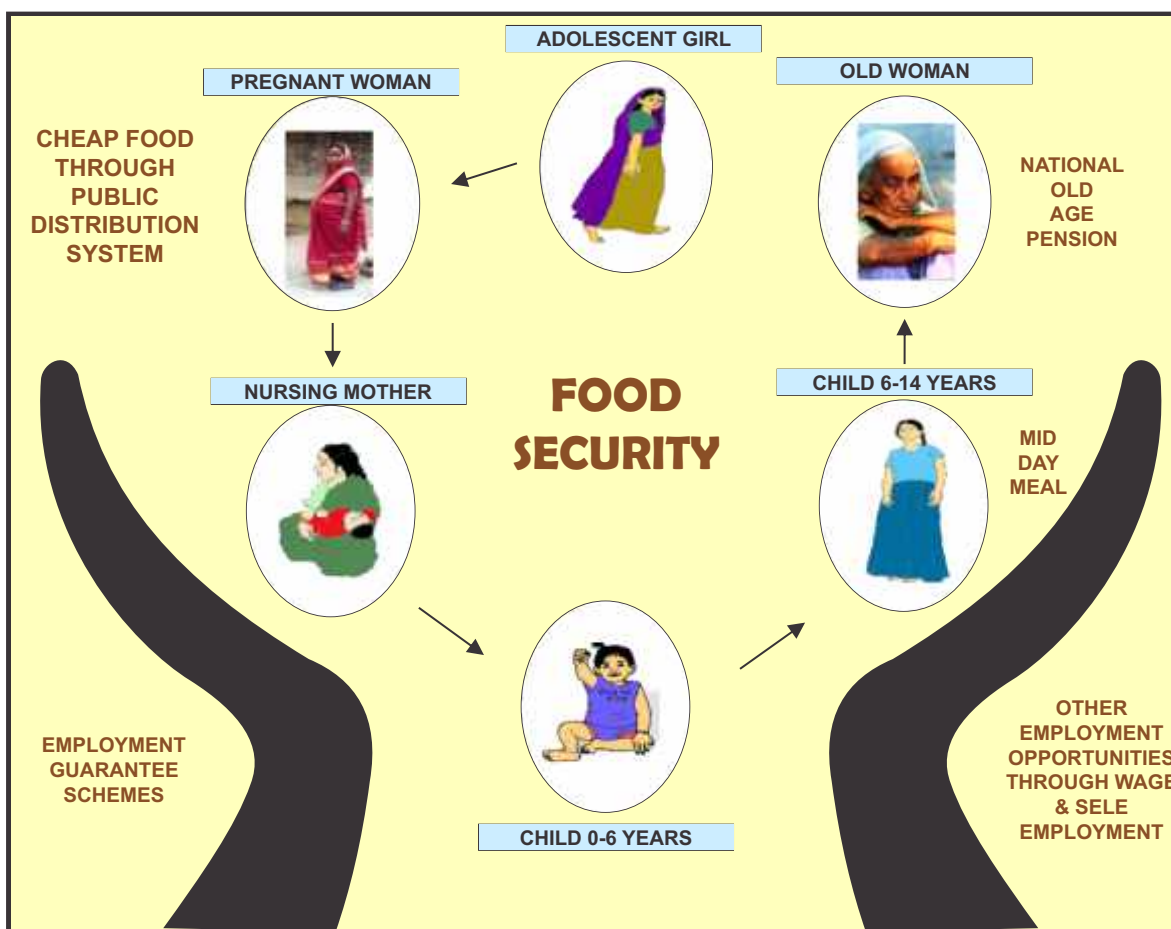 ADOLESCENT GIRL
PREGNANT WOMAN
OLD WOMAN
CHEAP FOOD
THROUGH
PUBLIC
DISTRIBUTION
SYSTEM
NATIONAL
OLD
AGE
PENSION
NURSING MOTHER
FOOD
SECURITY
CHILD 6-14 YEARS
MID
DAY
MEAL
EMPLOYMENT
GUARANTEE
SCHEMES
CHILD 0-6 YEARS
OTHER
EMPLOYMENT
OPPORTUNITIES
THROUGH WAGE
& SELE
EMPLOYMENT